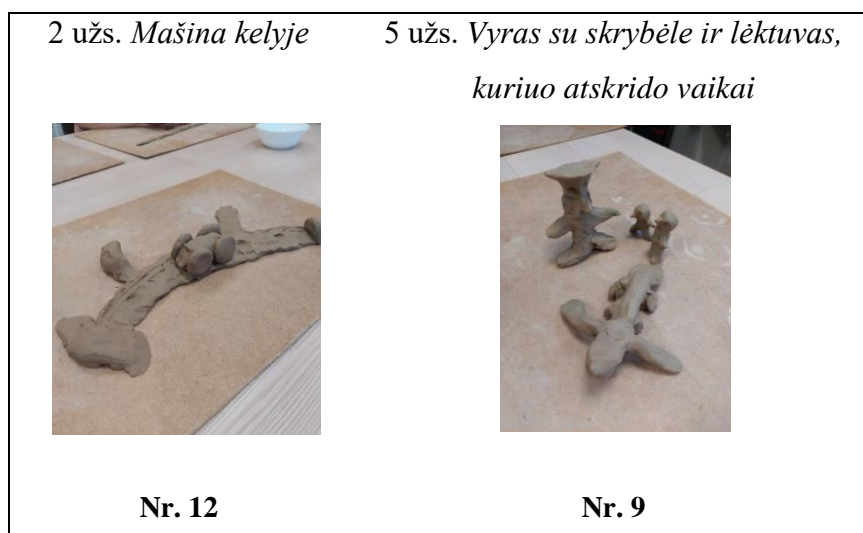 2 užs. Mašina kelyje
5 užs. Vyras su skrybėle ir lėktuvas,
kuriuo atskrido vaikai
Nr. 12
Nr. 9